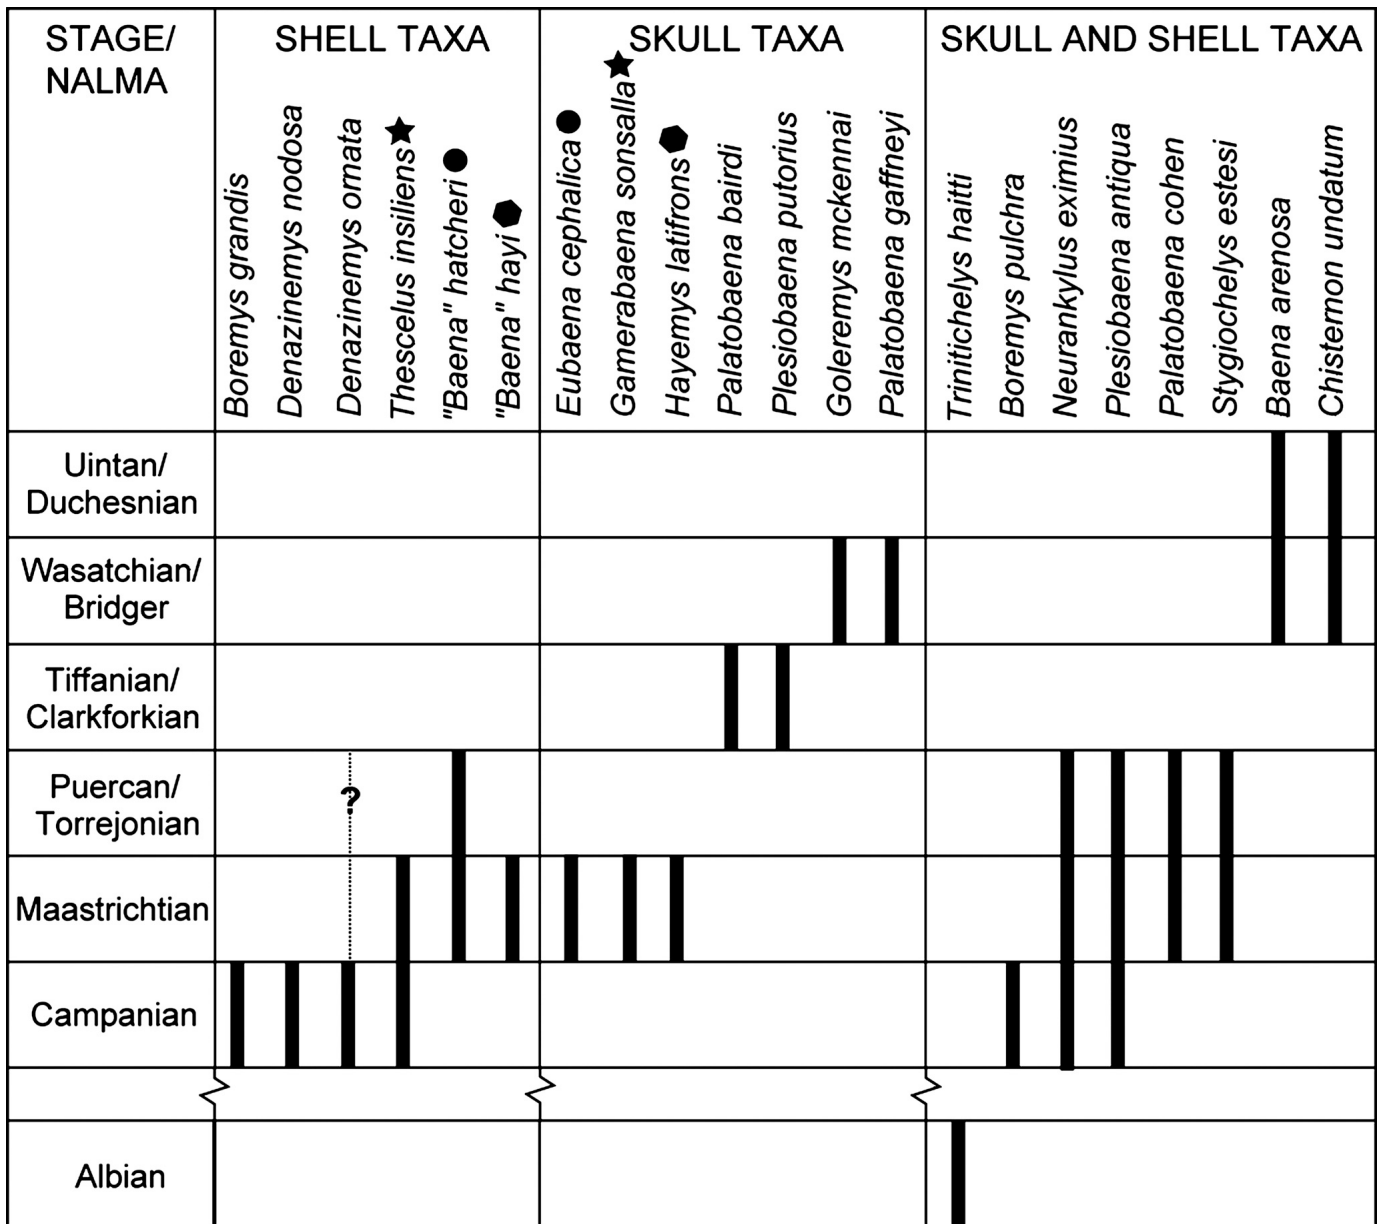 STAGE/
NALMA
SHELL TAXA
SKULL TAXA
SKULL AND SHELL TAXA
Boremys grandis
Denazinemys nodosa
Denazinemys ornata
Thescelus insiliens
"Baena" hatcheri
"Baena" hayi
Eubaena cephalica
Gamerabaena sonsalla
Hayemys latifrons
Palatobaena bairdi
Plesiobaena putorius
Goleremys mckennai
Palatobaena gaffneyi
Trinitichelys haitti
Boremys pulchra
Neurankylus eximius
Plesiobaena antiqua
Palatobaena cohen
Stygiochelys estesi
Baena arenosa
Chisternon undatum
Uintan/
Duchesnian
Wasatchian/
Bridger
Tiffanian/
Clarkforkian
Puercan/
Torrejonian
?
Maastrichtian
Campanian
Albian